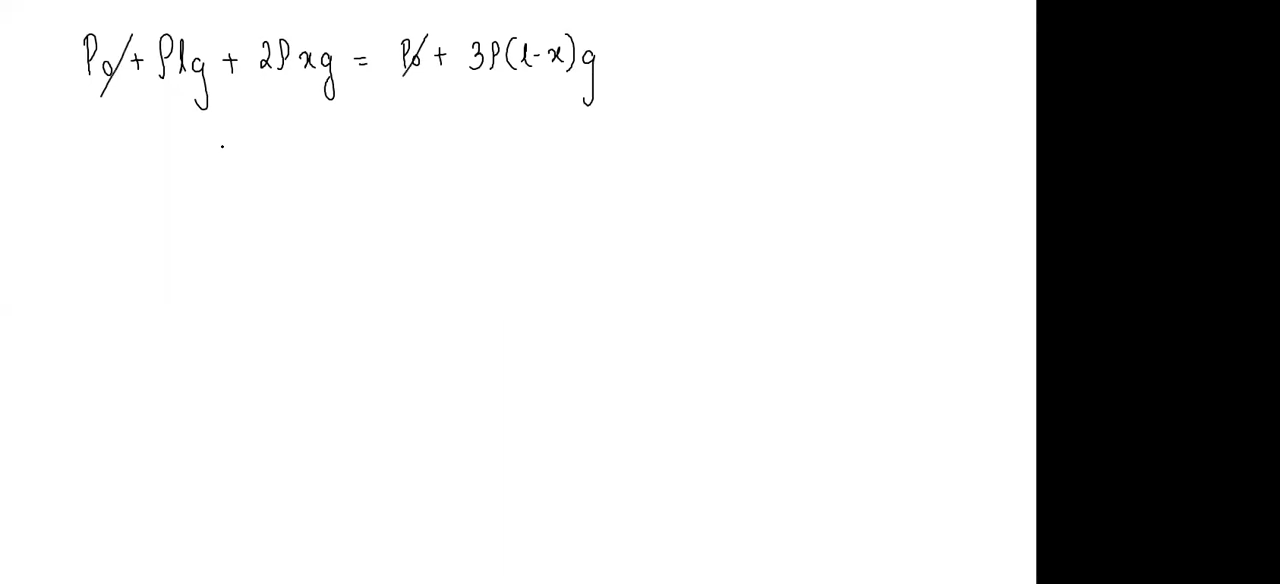 P₀ + ρlg + 2ρxg = P₀ + 3ρ(l-x)g